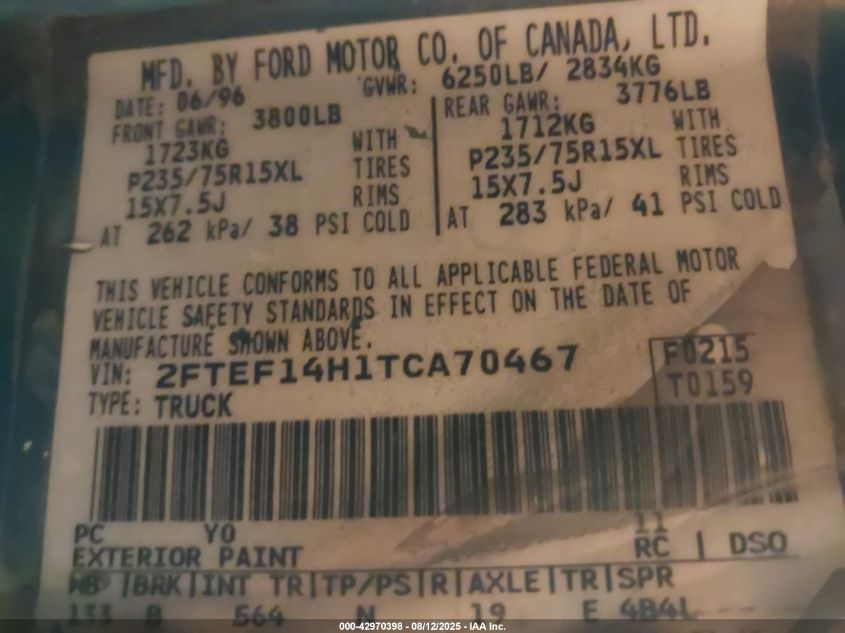 MFD. BY FORD MOTOR CO. OF CANADA, LTD.
DATE: 06/96 GVWR: 6250LB/ 2834KG
FRONT GAWR: 3800LB REAR GAWR: 3776LB
1723KG WITH 1712KG WITH
P235/75R15XL TIRES P235/75R15XL TIRES
15X7.5J RIMS 15X7.5J RIMS
AT 262 kPa/ 38 PSI COLD AT 283 kPa/ 41 PSI COLD
THIS VEHICLE CONFORMS TO ALL APPLICABLE FEDERAL MOTOR
VEHICLE SAFETY STANDARDS IN EFFECT ON THE DATE OF
MANUFACTURE SHOWN ABOVE.
VIN: 2FTEF14H1TCA70467 F0215
TYPE: TRUCK T0159
PC YO 11
EXTERIOR PAINT RC | DSO
WB |BRK|INT TR|TP/PS|R|AXLE|TR|SPR
133 B 564 N 19 E 4B4L
000-42970398 - 08/12/2025 - IAA Inc.